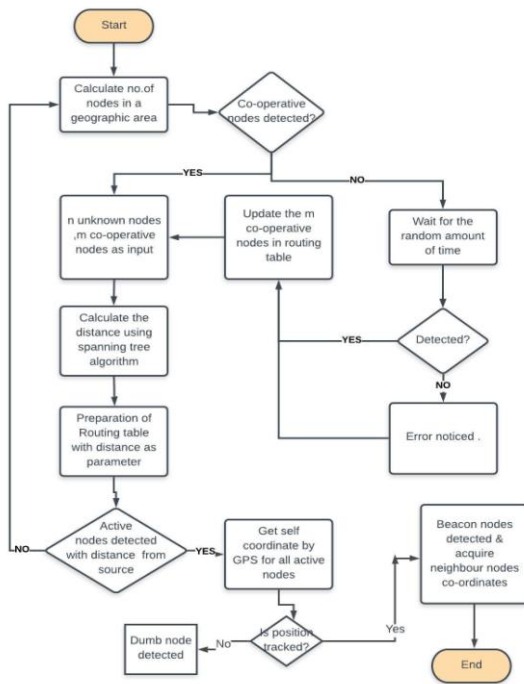 Start
Calculate no.of
nodes in a
geographic area
Co-operative
nodes detected?
YES
NO
n unknown nodes
,m co-operative
nodes as input
Update the m
co-operative
nodes in routing
table
Wait for the
random amount
of time
Calculate the
distance using
spanning tree
algorithm
Detected?
YES
NO
Preparation of
Routing table
with distance as
parameter
Error noticed .
Active
nodes detected
with distance from
source
NO
YES
Get self
coordinate by
GPS for all active
nodes
Beacon nodes
detected &
acquire
neighbour nodes
co-ordinates
Is position
tracked?
Yes
No
Dumb node
detected
End